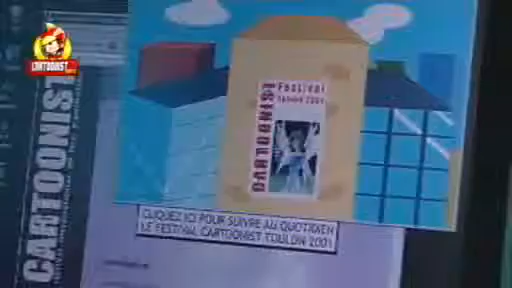 CARTOONIST
CARTOONIST
Festival
CARTOONIST
CLIQUEZ ICI POUR SUIVRE AU QUOTIDIEN
LE FESTIVAL CARTOONIST TOULON 2001